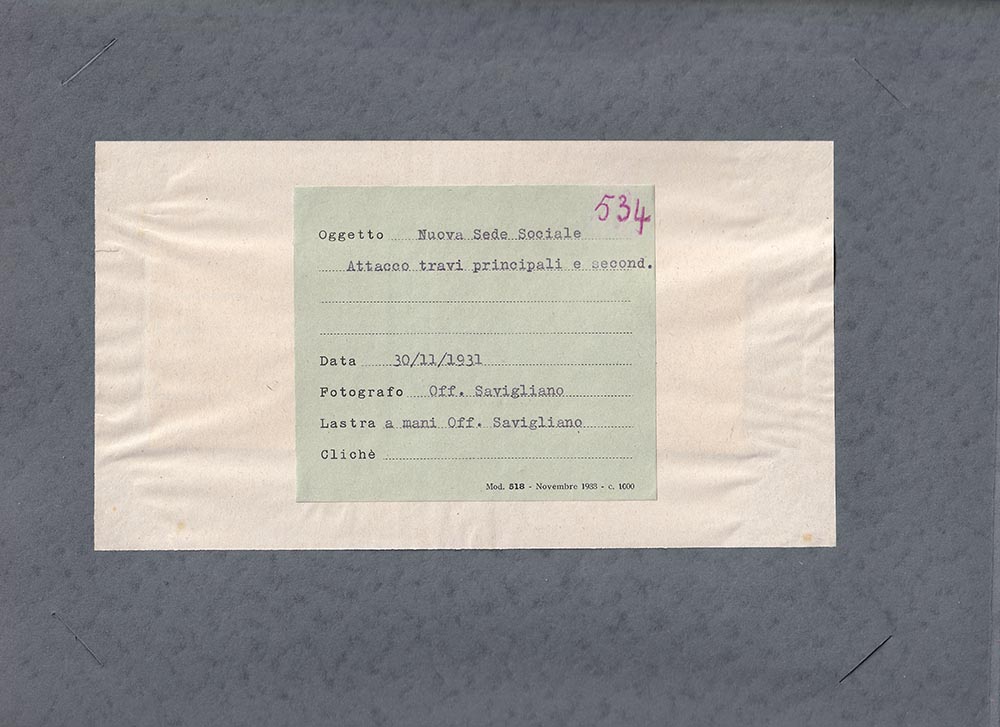 534
Oggetto Nuova Sede Sociale
Attacco travi principali e second.
Data 30/11/1931
Fotografo Off. Savigliano
Lastra a mani Off. Savigliano
Clichè
Mod. 518 - Novembre 1933 - c. 1000